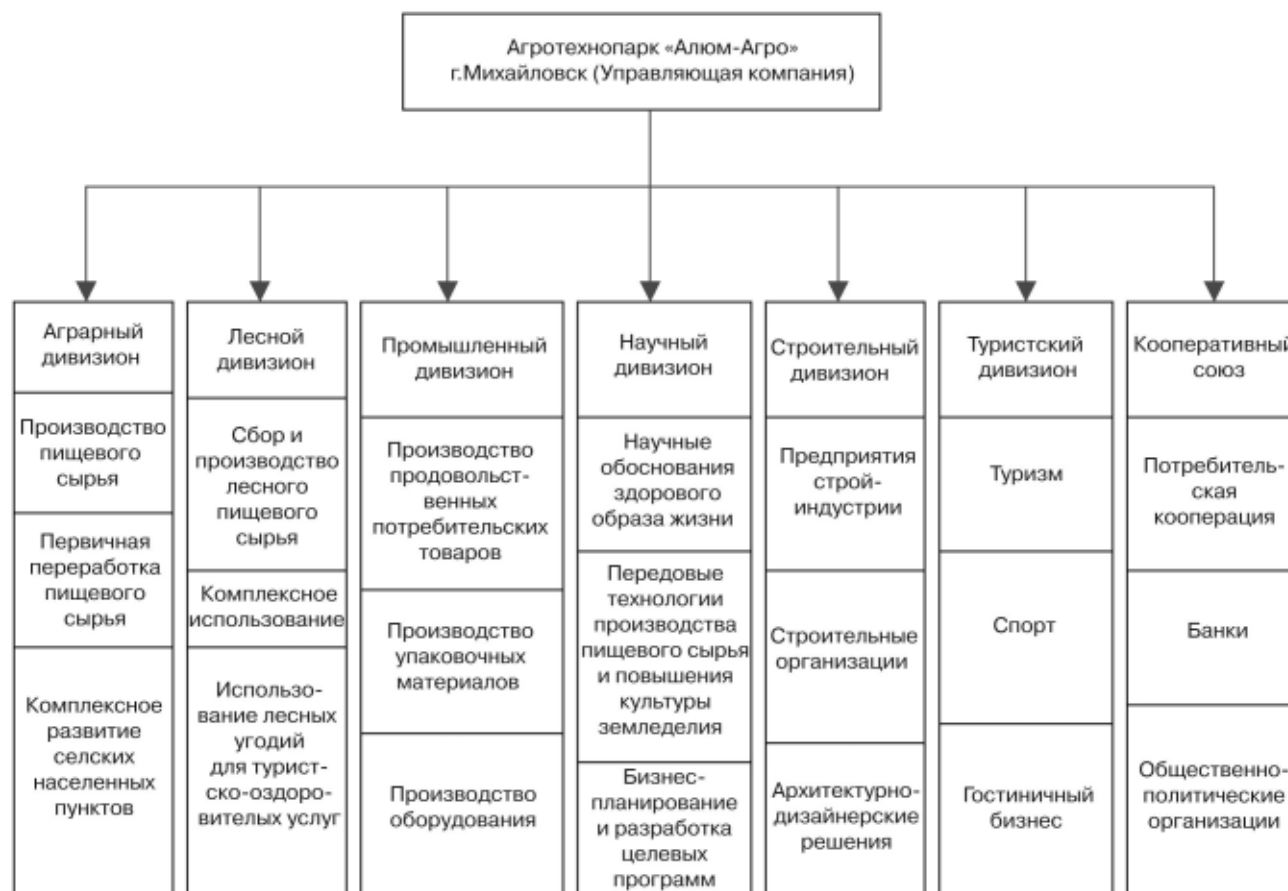 Агротехнопарк «Алюм-Агро»
г.Михайловск (Управляющая компания)
Аграрный
дивизион
Производство
пищевого
сырья
Первичная
переработка
пищевого
сырья
Комплексное
развитие
селских
населенных
пунктов
Лесной
дивизион
Сбор и
производство
лесного
пищевого
сырья
Комплексное
использование
Использо-
вание лесных
угодий
для турист-
ско-оздоро-
вителых услуг
Промышленный
дивизион
Производство
продовольст-
венных
потребительских
товаров
Производство
упаковочных
материалов
Производство
оборудования
Научный
дивизион
Научные
обоснования
здорового
образа жизни
Передовые
технологии
производства
пищевого сырья
и повышения
культуры
земледелия
Бизнес-
планирование
и разработка
целевых
программ
Строительный
дивизион
Предприятия
строй-
индустрии
Строительные
организации
Архитектурно-
дизайнерские
решения
Туристский
дивизион
Туризм
Спорт
Гостиничный
бизнес
Кооперативный
союз
Потребитель-
ская
кооперация
Банки
Общественно-
политические
организации